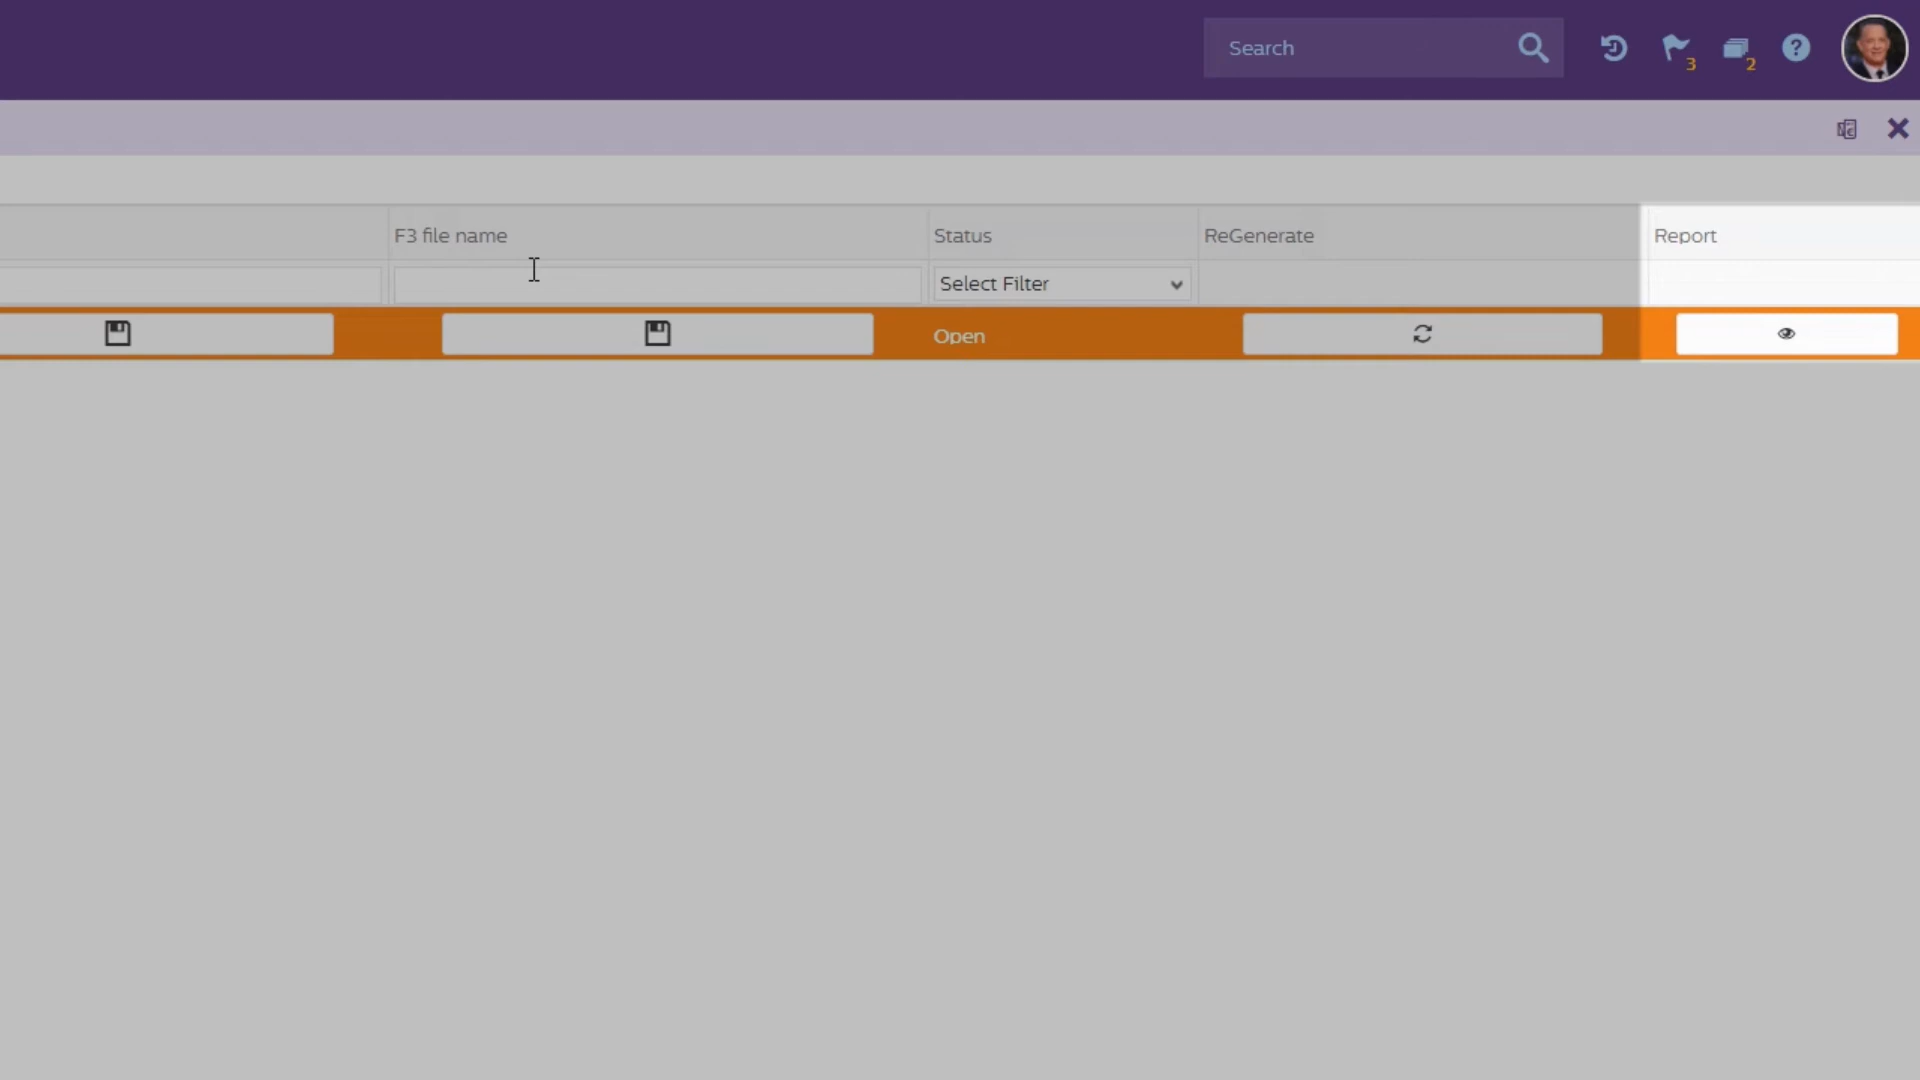 Search
3
2
F3 file name
Status
ReGenerate
Report
Select Filter
Open